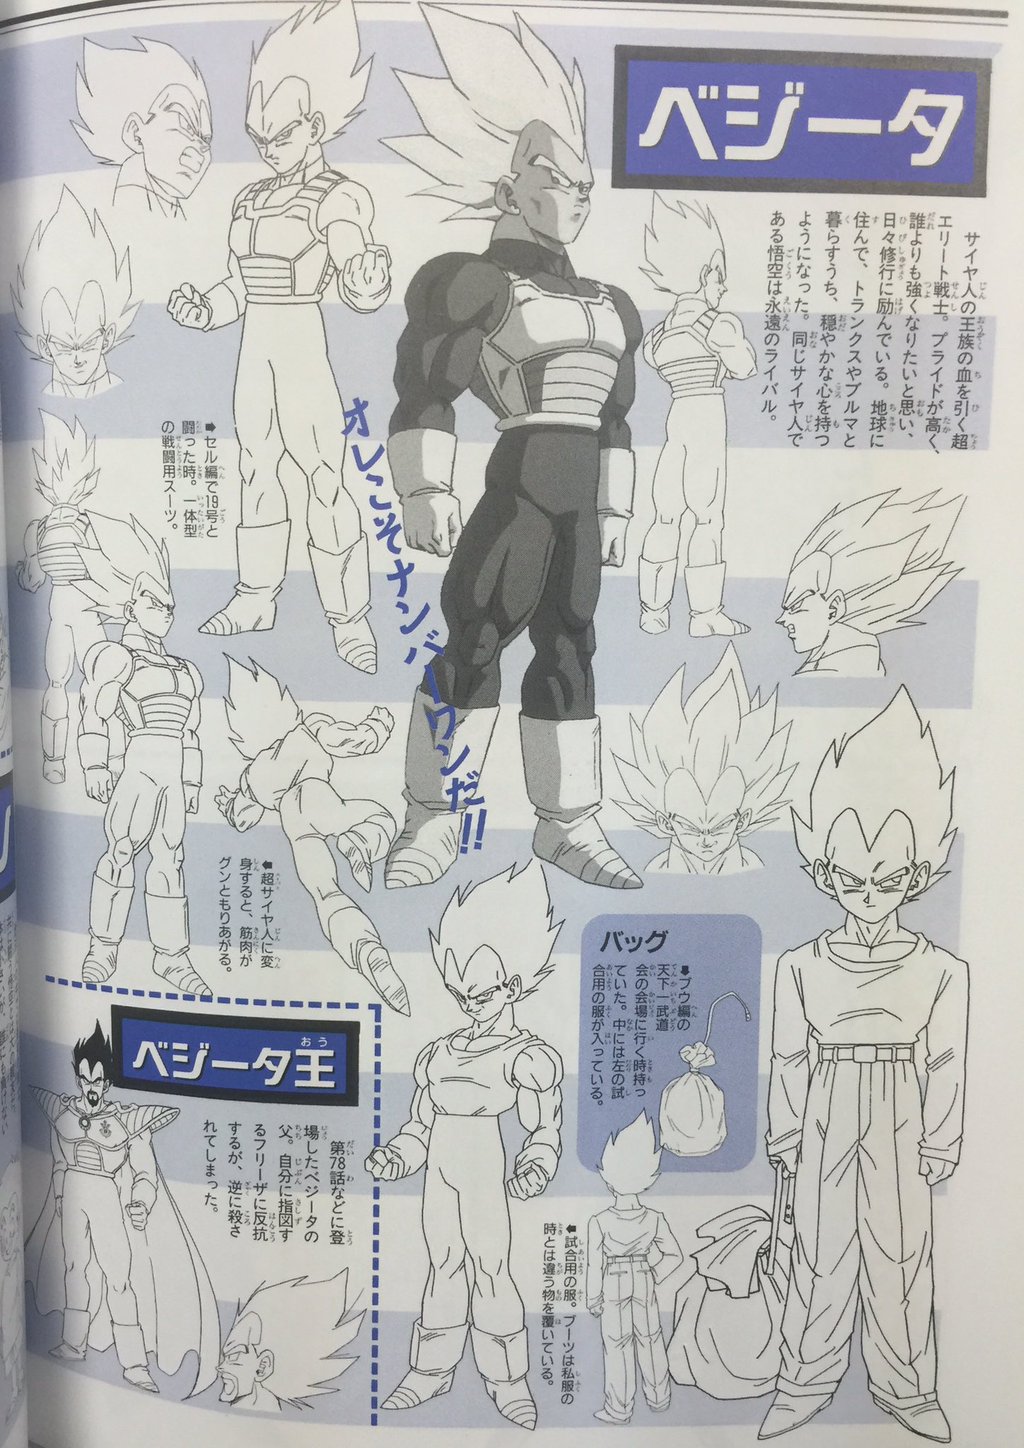 ベジータ
サイヤ人の王族の血を引く超
エリート戦士。プライドが高く、
誰よりも強くなりたいと思い、
日々修行に励んでいる。地球に
住んで、トランクスやブルマと
暮らすうち、穏やかな心を持つ
ようになった。同じサイヤ人で
ある悟空は永遠のライバル。
オレこそナンバーワンだ!!
➡セル編で19号と
闘った時。一体型
の戦闘用スーツ。
⬅超サイヤ人に変
身すると、筋肉が
グンともりあがる。
バッグ
⬇ブウ編の
天下一武道
会の会場に行く時持っ
ていた。中には左の試
合用の服が入っている。
⬅試合用の服。ブーツは私服の
時とは違う物を履いている。
ベジータ王
第78話などに登
場したベジータの
父。自分に指図す
るフリーザに反抗
するが、逆に殺さ
れてしまった。